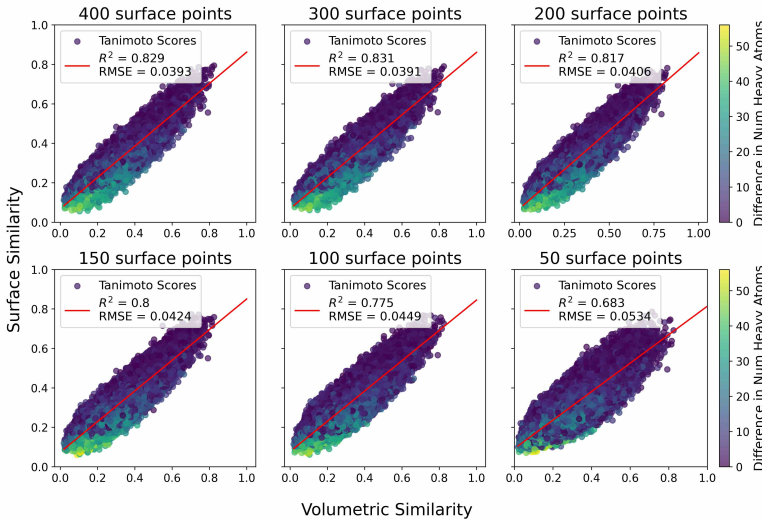 400 surface points
300 surface points
200 surface points
1.0
0.8
0.6
0.4
0.2
0.0
Tanimoto Scores
R² = 0.829
RMSE = 0.0393
0.0 0.2 0.4 0.6 0.8 1.0
Tanimoto Scores
R² = 0.831
RMSE = 0.0391
0.0 0.2 0.4 0.6 0.8 1.0
Tanimoto Scores
R² = 0.817
RMSE = 0.0406
0.00 0.25 0.50 0.75 1.00
50
40
30
20
10
0
Difference in Num Heavy Atoms
Surface Similarity
150 surface points
100 surface points
50 surface points
1.0
0.8
0.6
0.4
0.2
0.0
Tanimoto Scores
R² = 0.8
RMSE = 0.0424
0.0 0.2 0.4 0.6 0.8 1.0
Tanimoto Scores
R² = 0.775
RMSE = 0.0449
0.0 0.2 0.4 0.6 0.8 1.0
Tanimoto Scores
R² = 0.683
RMSE = 0.0534
0.0 0.2 0.4 0.6 0.8 1.0
50
40
30
20
10
0
Difference in Num Heavy Atoms
Volumetric Similarity